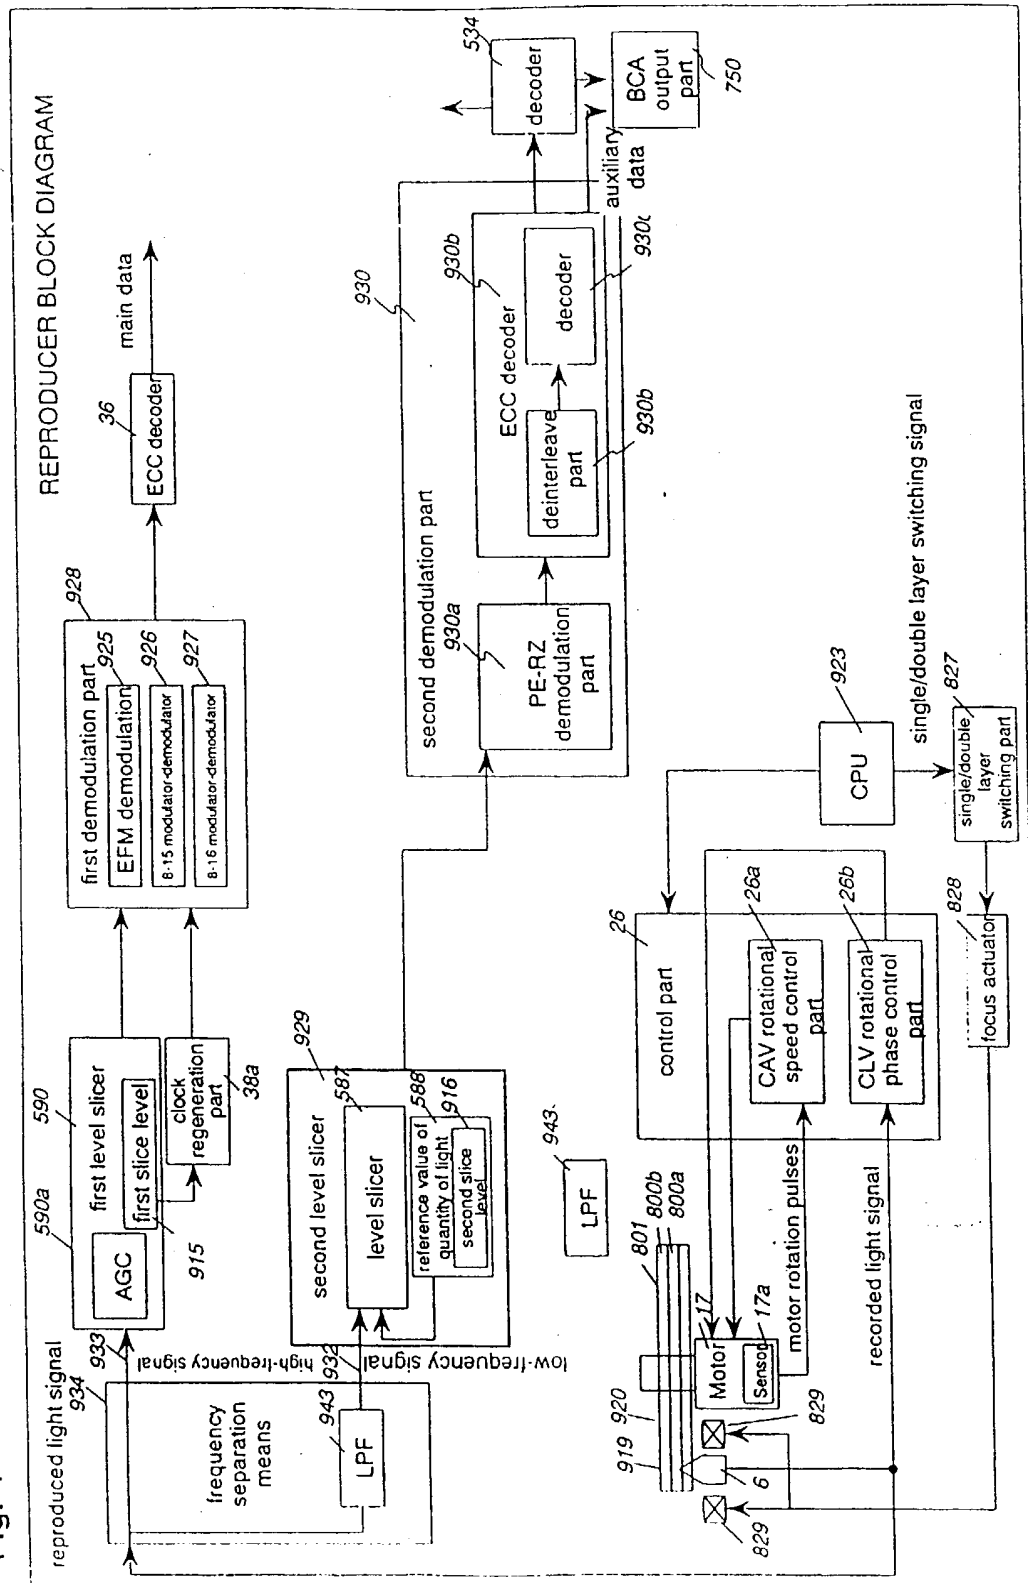 REPRODUCER BLOCK DIAGRAM
reproduced light signal
934
933
high-frequency signal
932
low-frequency signal
frequency
separation
means
943
LPF
590a
590
first level slicer
AGC
first slice level
915
clock
regeneration
part
38a
928
first demodulation part
925
EFM demodulation
926
8-15 modulator-demodulator
927
8-16 modulator-demodulator
36
ECC decoder
main data
929
second level slicer
587
level slicer
588
reference value of
quantity of light
916
second slice
level
930
second demodulation part
930a
PE-RZ
demodulation
part
930b
ECC decoder
deinterleave
part
930b
decoder
930c
534
decoder
auxiliary
data
BCA
output
part
750
943
LPF
919
920
801
800b
800a
17
Motor
17a
Sensor
829
829
6
motor rotation pulses
recorded light signal
26
control part
26a
CAV rotational
speed control
part
26b
CLV rotational
phase control
part
923
CPU
single/double layer switching signal
827
single/double
layer
switching part
828
focus actuator